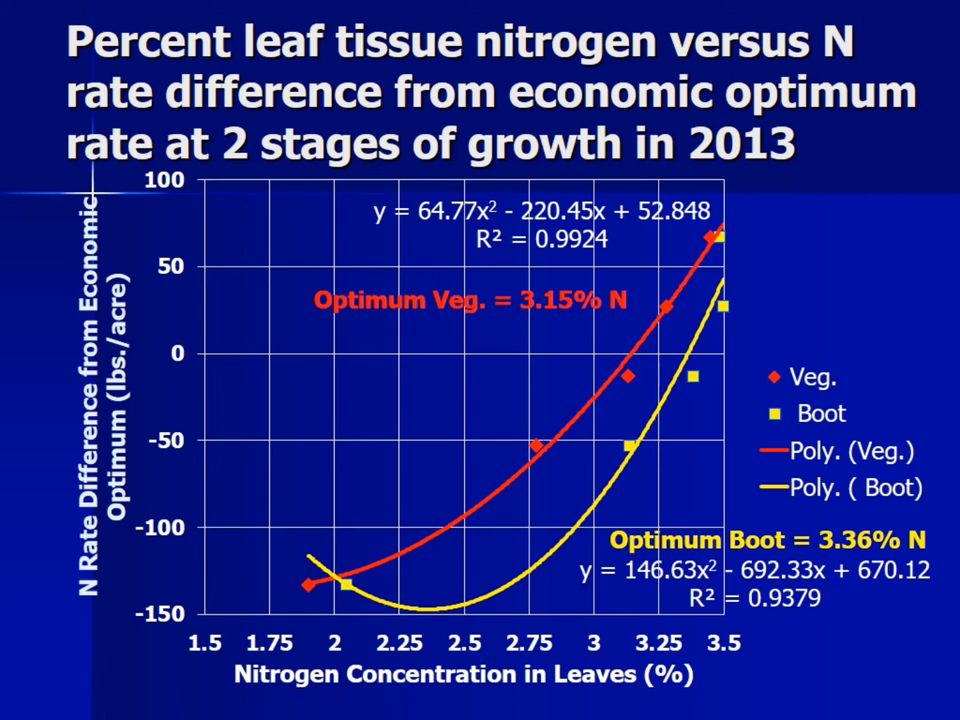 Percent leaf tissue nitrogen versus N
rate difference from economic optimum
rate at 2 stages of growth in 2013
N Rate Difference from Economic
Optimum (lbs./acre)
100
50
0
-50
-100
-150
y = 64.77x² - 220.45x + 52.848
R² = 0.9924
Optimum Veg. = 3.15% N
Veg.
Boot
Poly. (Veg.)
Poly. ( Boot)
Optimum Boot = 3.36% N
y = 146.63x² - 692.33x + 670.12
R² = 0.9379
1.5 1.75 2 2.25 2.5 2.75 3 3.25 3.5
Nitrogen Concentration in Leaves (%)